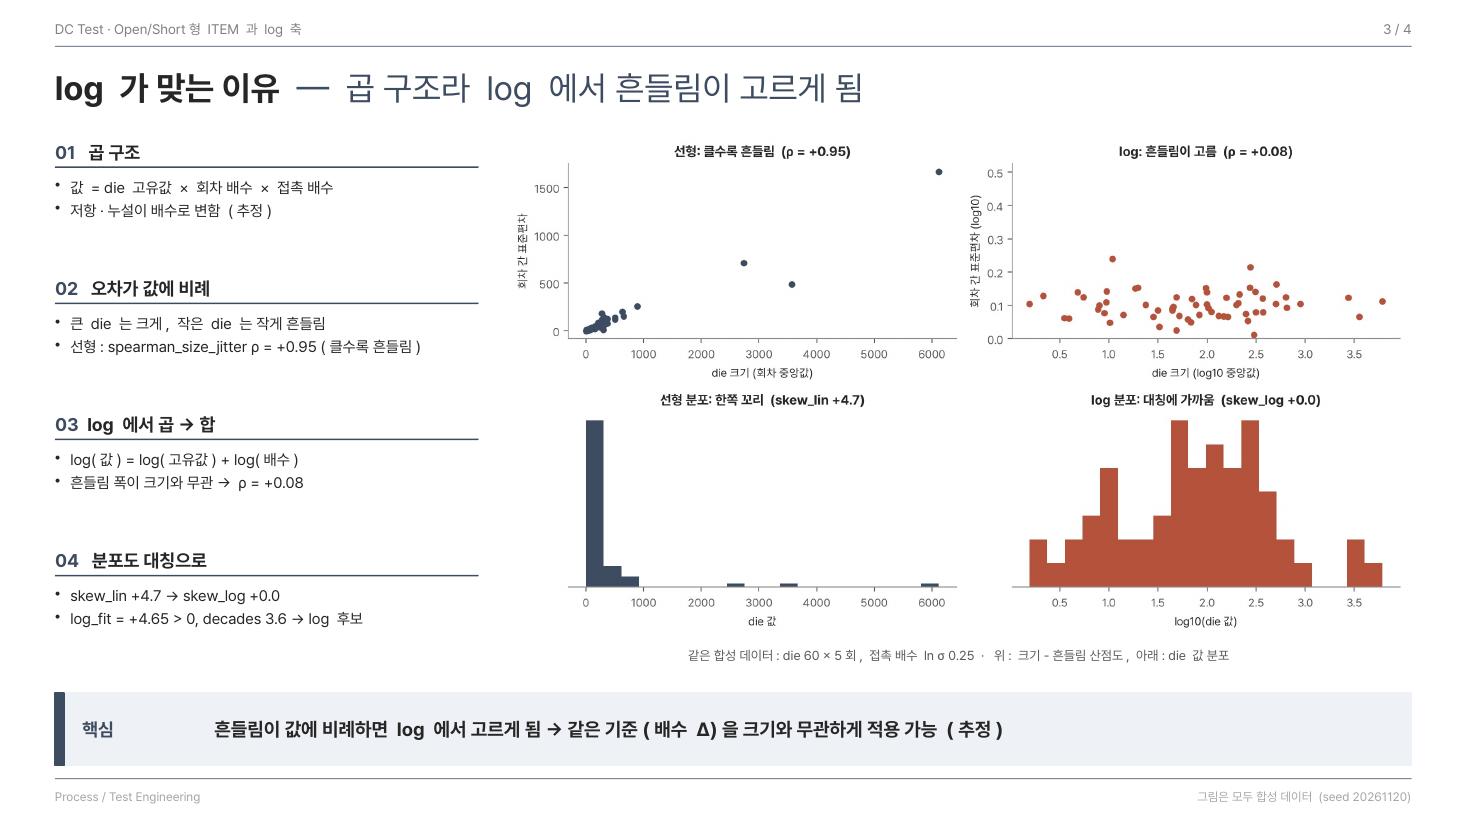 DC Test · Open/Short 형 ITEM 과 log 축
3 / 4
log 가 맞는 이유 — 곱 구조라 log 에서 흔들림이 고르게 됨
01 곱 구조
• 값 = die 고유값 × 회차 배수 × 접촉 배수
• 저항 · 누설이 배수로 변함 ( 추정 )
02 오차가 값에 비례
• 큰 die 는 크게 , 작은 die 는 작게 흔들림
• 선형 : spearman_size_jitter ρ = +0.95 ( 클수록 흔들림 )
03 log 에서 곱 → 합
• log( 값 ) = log( 고유값 ) + log( 배수 )
• 흔들림 폭이 크기와 무관 → ρ = +0.08
04 분포도 대칭으로
• skew_lin +4.7 → skew_log +0.0
• log_fit = +4.65 > 0, decades 3.6 → log 후보
선형: 클수록 흔들림 (ρ = +0.95)
회차 간 표준편차
1500
1000
500
0
0 1000 2000 3000 4000 5000 6000
die 크기 (회차 중앙값)
log: 흔들림이 고름 (ρ = +0.08)
회차 간 표준편차 (log10)
0.5
0.4
0.3
0.2
0.1
0.0
0.5 1.0 1.5 2.0 2.5 3.0 3.5
die 크기 (log10 중앙값)
선형 분포: 한쪽 꼬리 (skew_lin +4.7)
0 1000 2000 3000 4000 5000 6000
die 값
log 분포: 대칭에 가까움 (skew_log +0.0)
0.5 1.0 1.5 2.0 2.5 3.0 3.5
log10(die 값)
같은 합성 데이터 : die 60 × 5 회 , 접촉 배수 ln σ 0.25 · 위 : 크기 - 흔들림 산점도 , 아래 : die 값 분포
핵심
흔들림이 값에 비례하면 log 에서 고르게 됨 → 같은 기준 ( 배수 Δ) 을 크기와 무관하게 적용 가능 ( 추정 )
Process / Test Engineering
그림은 모두 합성 데이터 (seed 20261120)